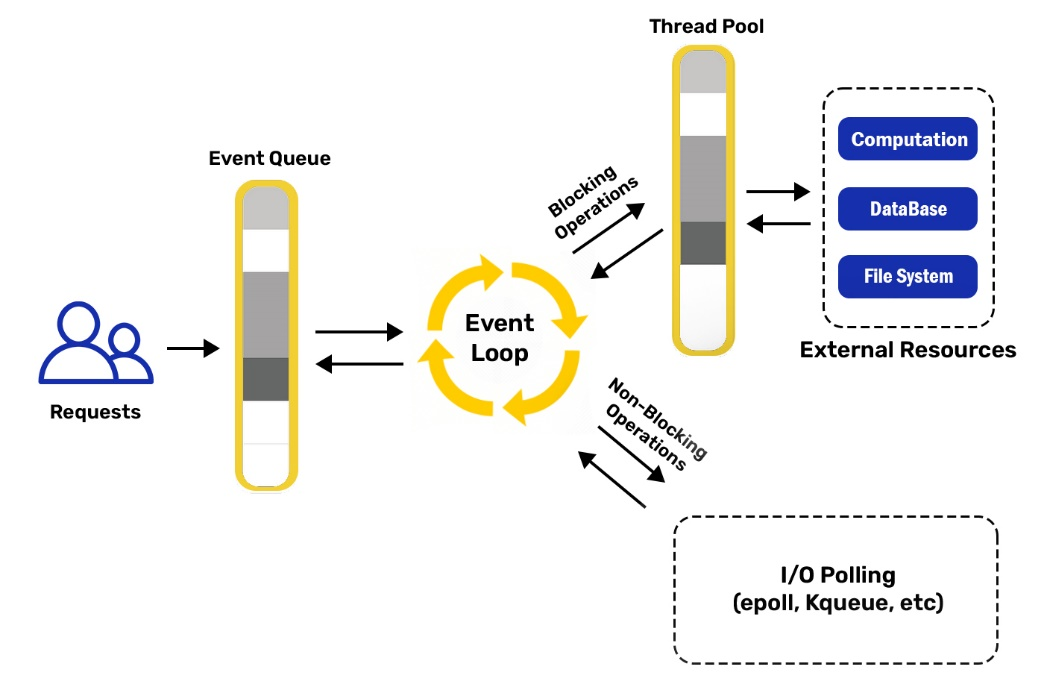 Thread Pool
Computation
Event Queue
Blocking
Operations
DataBase
File System
Event
Loop
External Resources
Requests
Non-Blocking
Operations
I/O Polling
(epoll, Kqueue, etc)